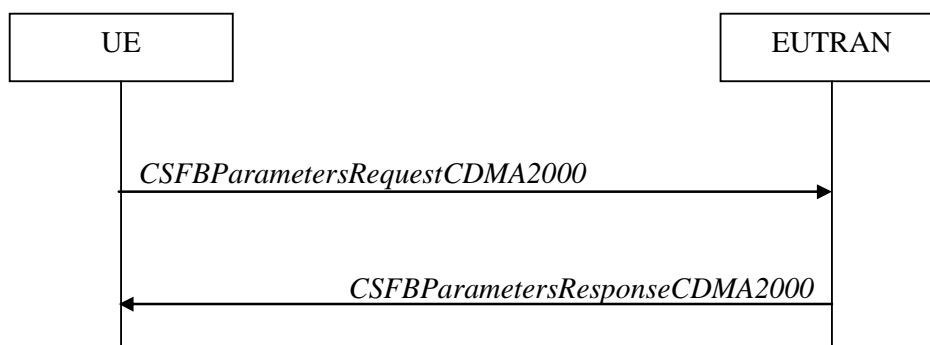 UE
EUTRAN
CSFBParametersRequestCDMA2000
CSFBParametersResponseCDMA2000